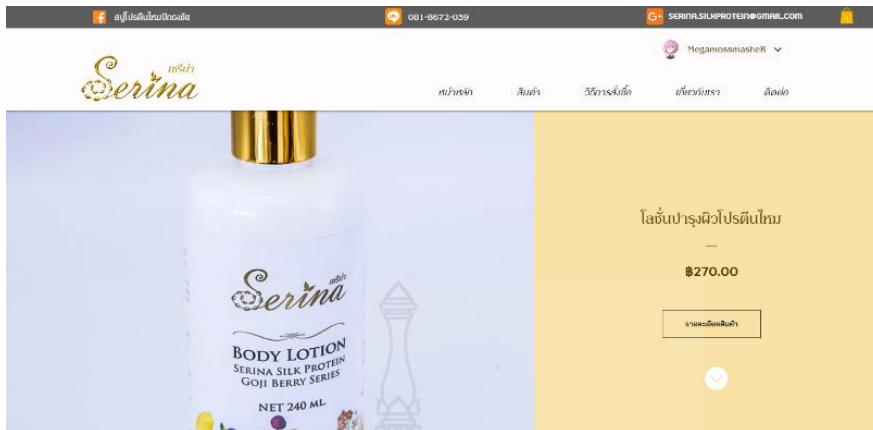 สบู่โปรตีนไหมปักธงชัย
081-8672-039
SERINA.SILKPROTEIN@GMAIL.COM
MegamossmasheR
เซริน่า
Serina
หน้าหลัก
สินค้า
วิธีการสั่งซื้อ
เกี่ยวกับเรา
ติดต่อ
เซริน่า
Serina
BODY LOTION
SERINA SILK PROTEIN
GOJI BERRY SERIES
NET 240 ML
โลชั่นบำรุงผิวโปรตีนไหม
฿270.00
รายละเอียดสินค้า